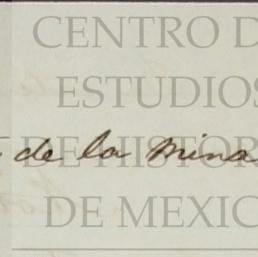 CENTRO D
ESTUDIOS
DE HISTOR
de la Mina
DE MEXIC